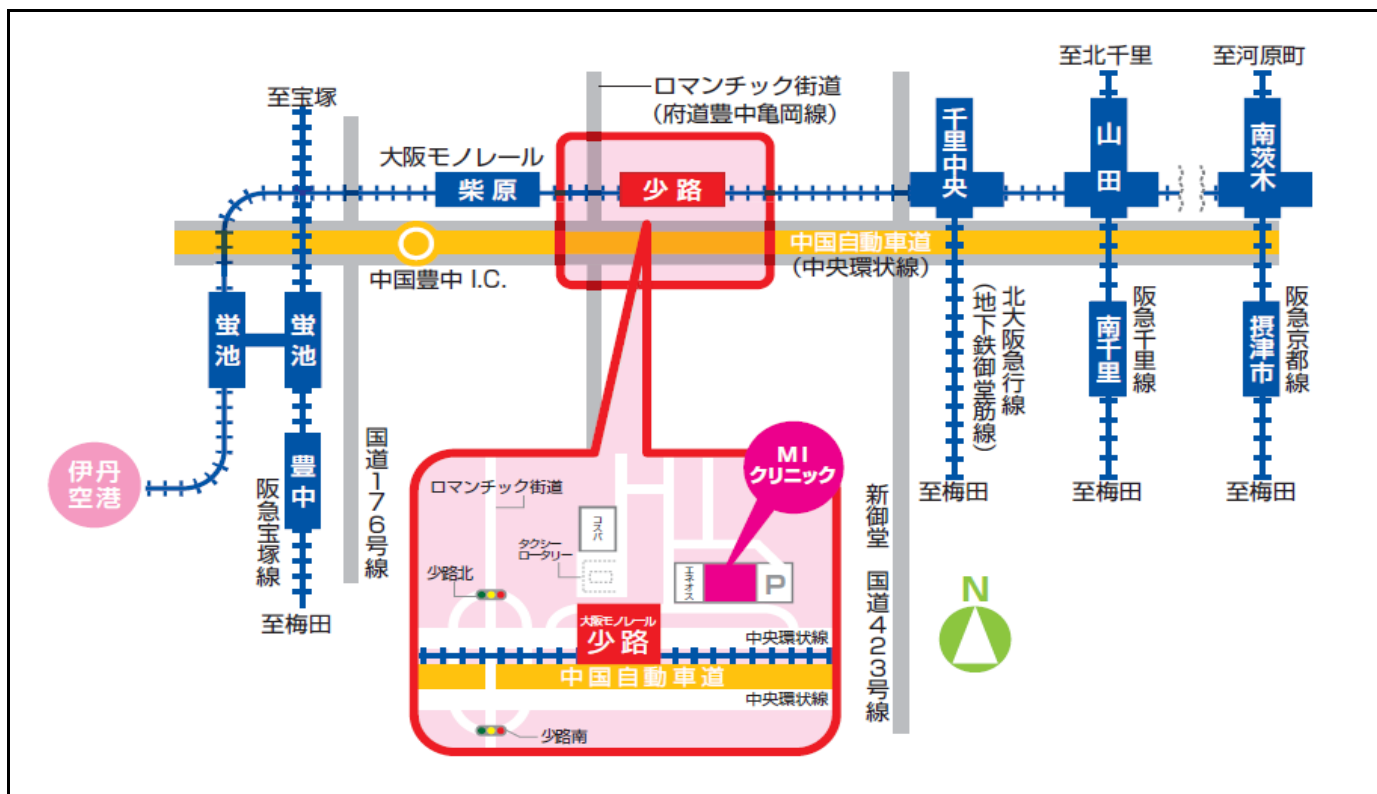 至北千里
至河原町
ロマンチック街道
(府道豊中亀岡線)
至宝塚
大阪モノレール
柴原
少路
千里中央
山田
南茨木
中国自動車道
(中央環状線)
中国豊中 I.C.
蛍池
蛍池
豊中
伊丹
空港
阪急宝塚線
国道176号線
至梅田
北大阪急行線
(地下鉄御堂筋線)
南千里
阪急千里線
摂津市
阪急京都線
至梅田
至梅田
至梅田
新御堂 国道423号線
MI
クリニック
ロマンチック街道
コスパ
タクシー
ロータリー
少路北
エネオス
P
大阪モノレール
少路
中央環状線
中国自動車道
中央環状線
少路南
N